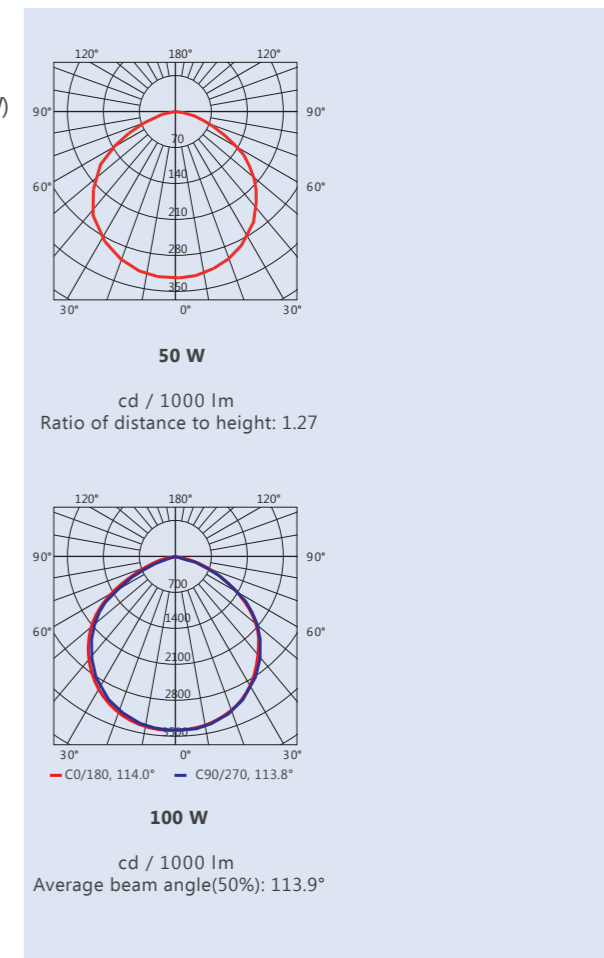 120° 180° 120°
90° 90°
70
140
60° 60°
210
280
350
30° 0° 30°
50 W
cd / 1000 lm
Ratio of distance to height: 1.27
120° 180° 120°
90° 90°
700
1400
60° 60°
2100
2800
30° 0° 30°
C0/180, 114.0° C90/270, 113.8°
100 W
cd / 1000 lm
Average beam angle(50%): 113.9°